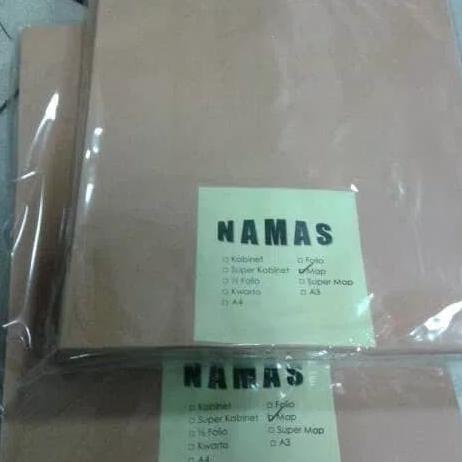 NAMAS
□ Kabinet □ Folio
□ Super Kabinet ☑ Map
□ ½ Folio □ Super Map
□ Kwarto □ A3
□ A4
NAMAS
□ Kabinet □ Folio
□ Super Kabinet ☑ Map
□ ½ Folio □ Super Map
□ Kwarto □ A3
□ A4